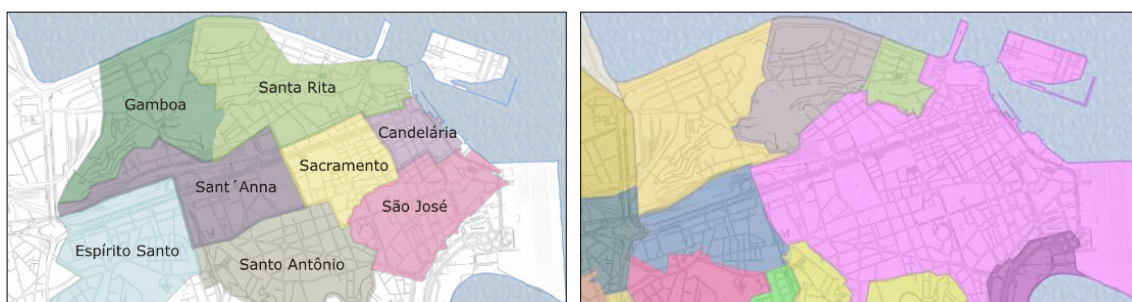 Santa Rita
Gamboa
Candelária
Sacramento
Sant´Anna
São José
Espírito Santo
Santo Antônio